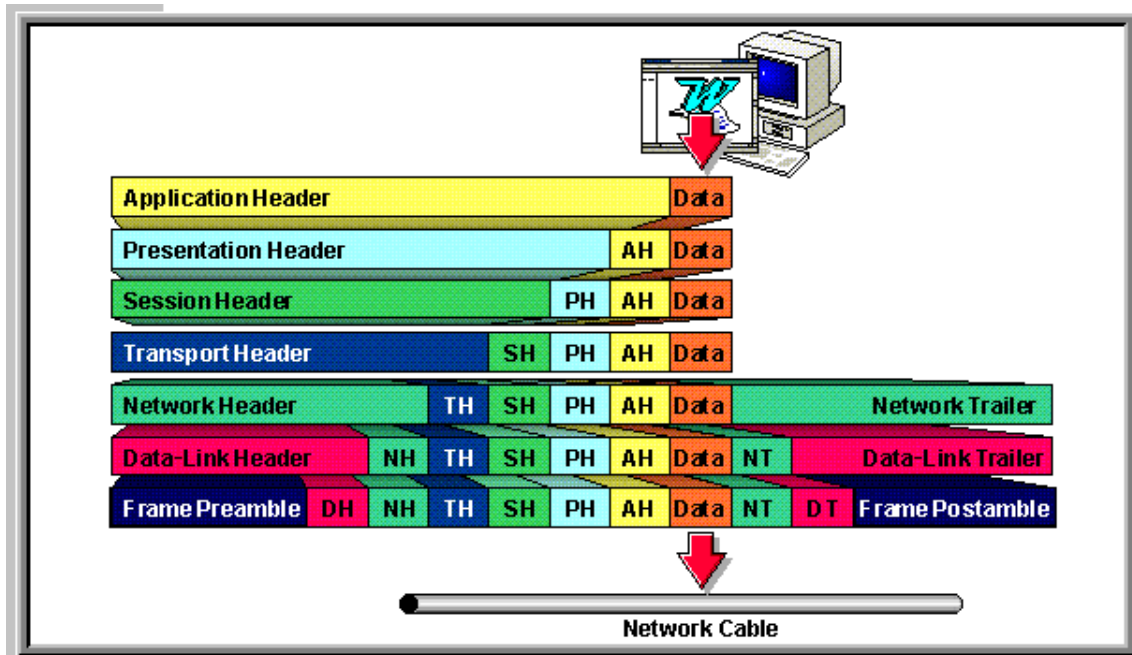 W
Application Header Data
Presentation Header AH Data
Session Header PH AH Data
Transport Header SH PH AH Data
Network Header TH SH PH AH Data Network Trailer
Data-Link Header NH TH SH PH AH Data NT Data-Link Trailer
Frame Preamble DH NH TH SH PH AH Data NT DT Frame Postamble
Network Cable